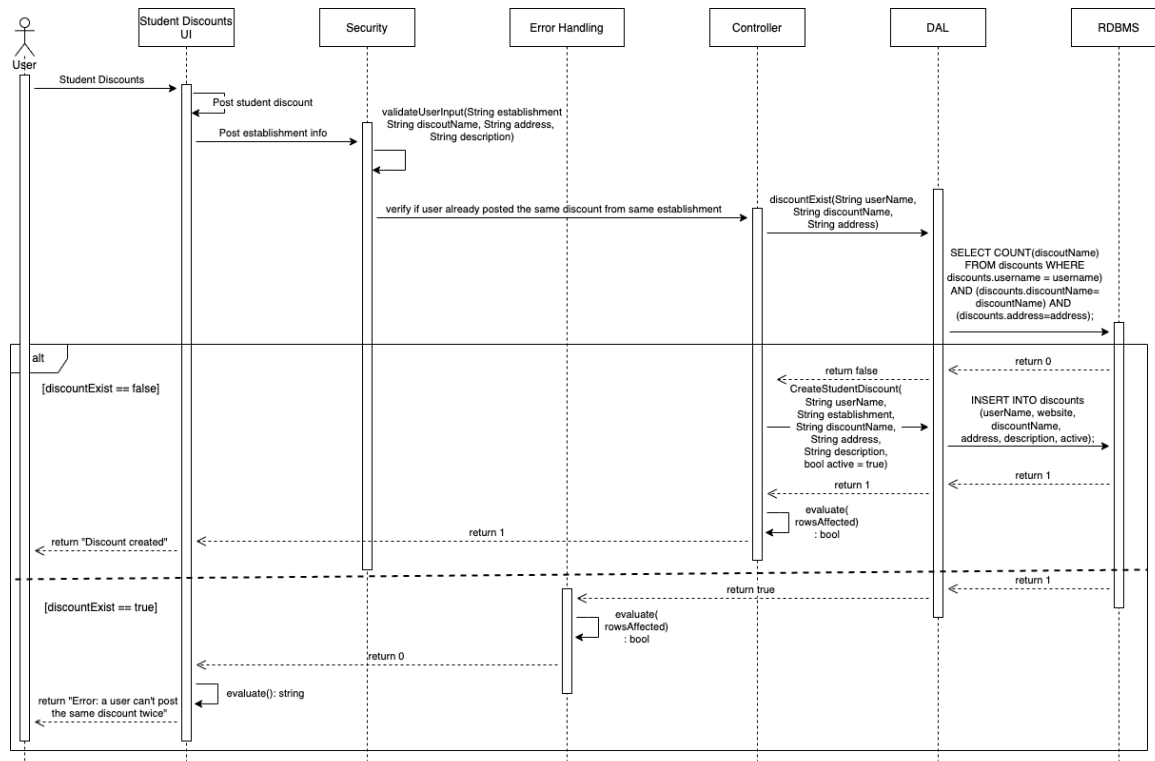 Student Discounts
UI
Security
Error Handling
Controller
DAL
RDBMS
User
Student Discounts
Post student discount
Post establishment info
validateUserInput(String establishment
String discoutName, String address,
String description)
verify if user already posted the same discount from same establishment
discountExist(String userName,
String discountName,
String address)
SELECT COUNT(discoutName)
FROM discounts WHERE
discounts.username = username)
AND (discounts.discountName=
discountName) AND
(discounts.address=address);
alt
[discountExist == false]
return 0
return false
CreateStudentDiscount(
String userName,
String establishment,
String discountName,
String address,
String description,
bool active = true)
INSERT INTO discounts
(userName, website,
discountName,
address, description, active);
return 1
return 1
evaluate(
rowsAffected)
: bool
return 1
return "Discount created"
[discountExist == true]
return 1
return true
evaluate(
rowsAffected)
: bool
return 0
evaluate(): string
return "Error: a user can't post
the same discount twice"